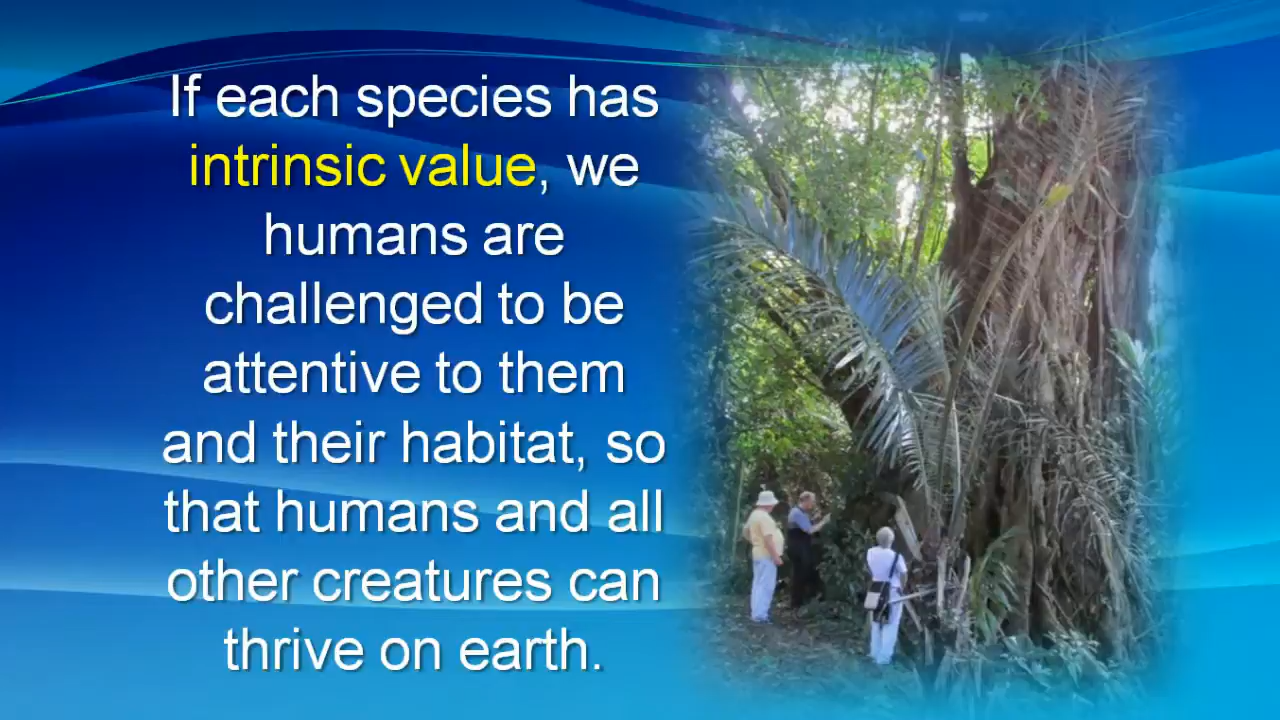 If each species has
intrinsic value, we
humans are
challenged to be
attentive to them
and their habitat, so
that humans and all
other creatures can
thrive on earth.